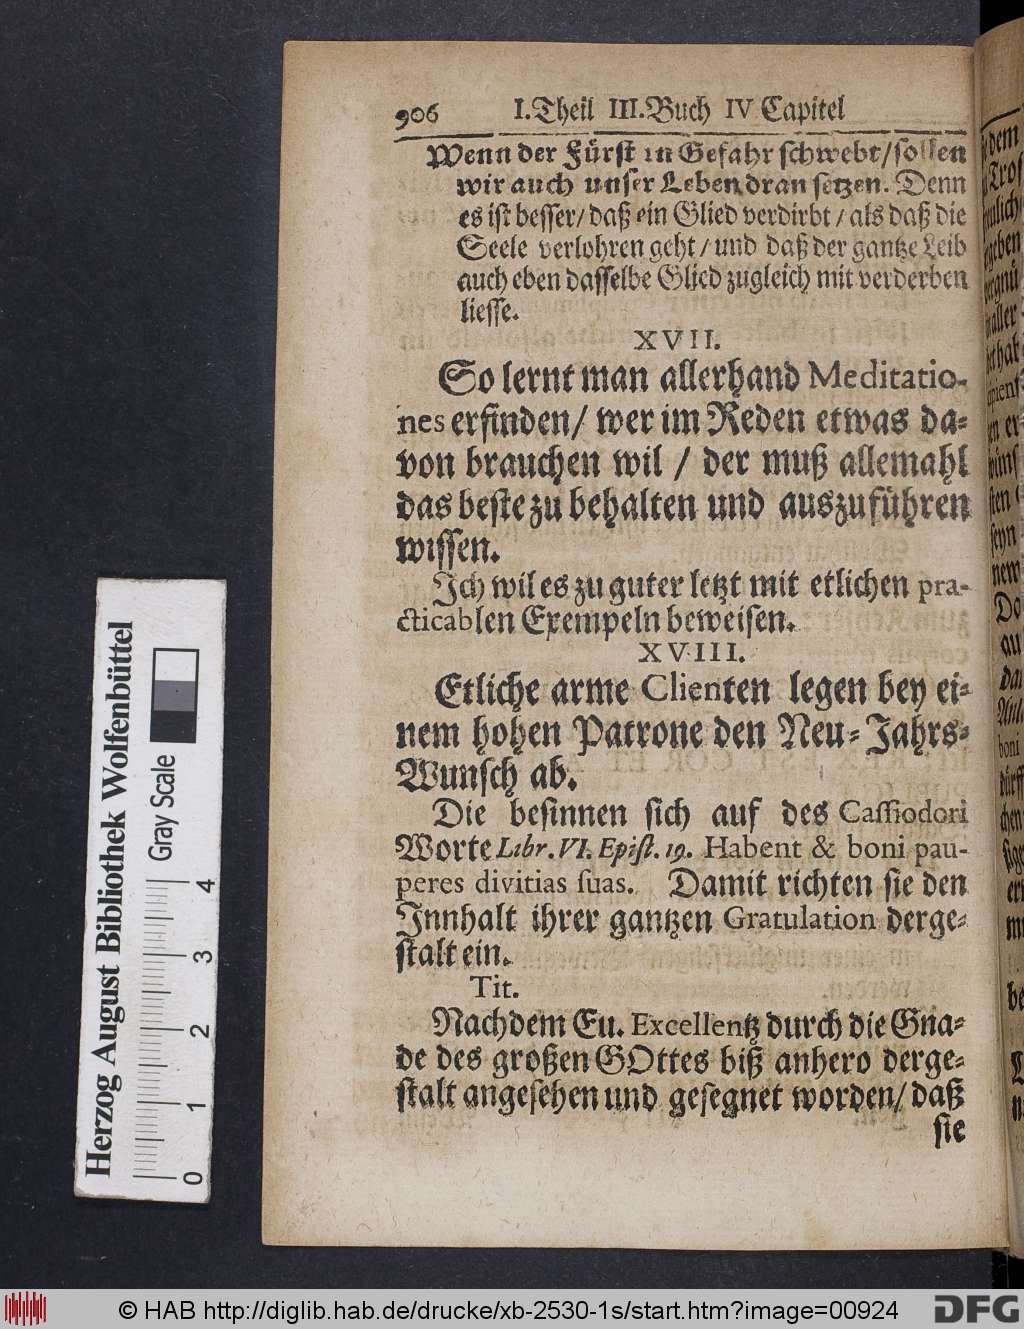 906 I. Theil III. Buch IV Capitel
Wenn der Fürst in Gefahr schwebt/sollen
wir auch unser Leben dran setzen. Denn
es ist besser/ daß ein Glied verdirbt/ als daß die
Seele verlohren geht/ und daß der gantze Leib
auch eben dasselbe Glied zugleich mit verderben
liesse.
XVII.
So lernt man allerhand Meditatio-
nes erfinden/ wer im Reden etwas da-
von brauchen wil / der muß allemahl
das beste zu behalten und auszuführen
wissen.
Ich wil es zu guter letzt mit etlichen pra-
cticablen Exempeln beweisen.
XVIII.
Etliche arme Clienten legen bey ei-
nem hohen Patrone den Neu-Jahrs-
Wunsch ab.
Die besinnen sich auf des Cassiodori
Worte Libr. VI. Epist. 19. Habent & boni pau-
peres divitias suas. Damit richten sie den
Innhalt ihrer gantzen Gratulation derge-
stalt ein.
Tit.
Nachdem Eu. Excellentz durch die Gna-
de des großen GOttes biß anhero derge-
stalt angesehen und gesegnet worden/ daß
sie
Herzog August Bibliothek Wolfenbüttel
Gray Scale
0 1 2 3 4
© HAB http://diglib.hab.de/drucke/xb-2530-1s/start.htm?image=00924
DFG